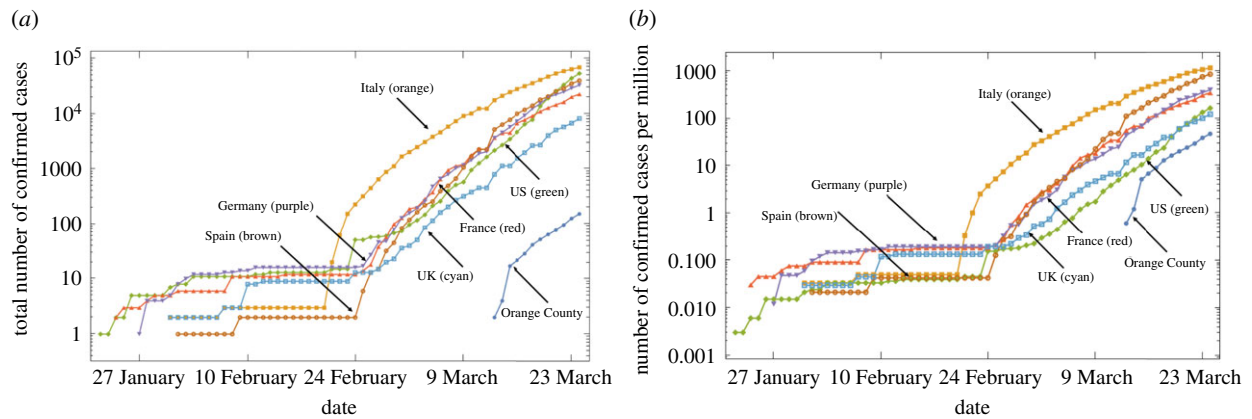 (a)
total number of confirmed cases
10^5
10^4
1000
100
10
1
Italy (orange)
US (green)
Germany (purple)
France (red)
Spain (brown)
UK (cyan)
Orange County
27 January
10 February
24 February
9 March
23 March
date
(b)
number of confirmed cases per million
1000
100
10
1
0.100
0.010
0.001
Italy (orange)
Germany (purple)
US (green)
Spain (brown)
France (red)
Orange County
UK (cyan)
27 January
10 February
24 February
9 March
23 March
date